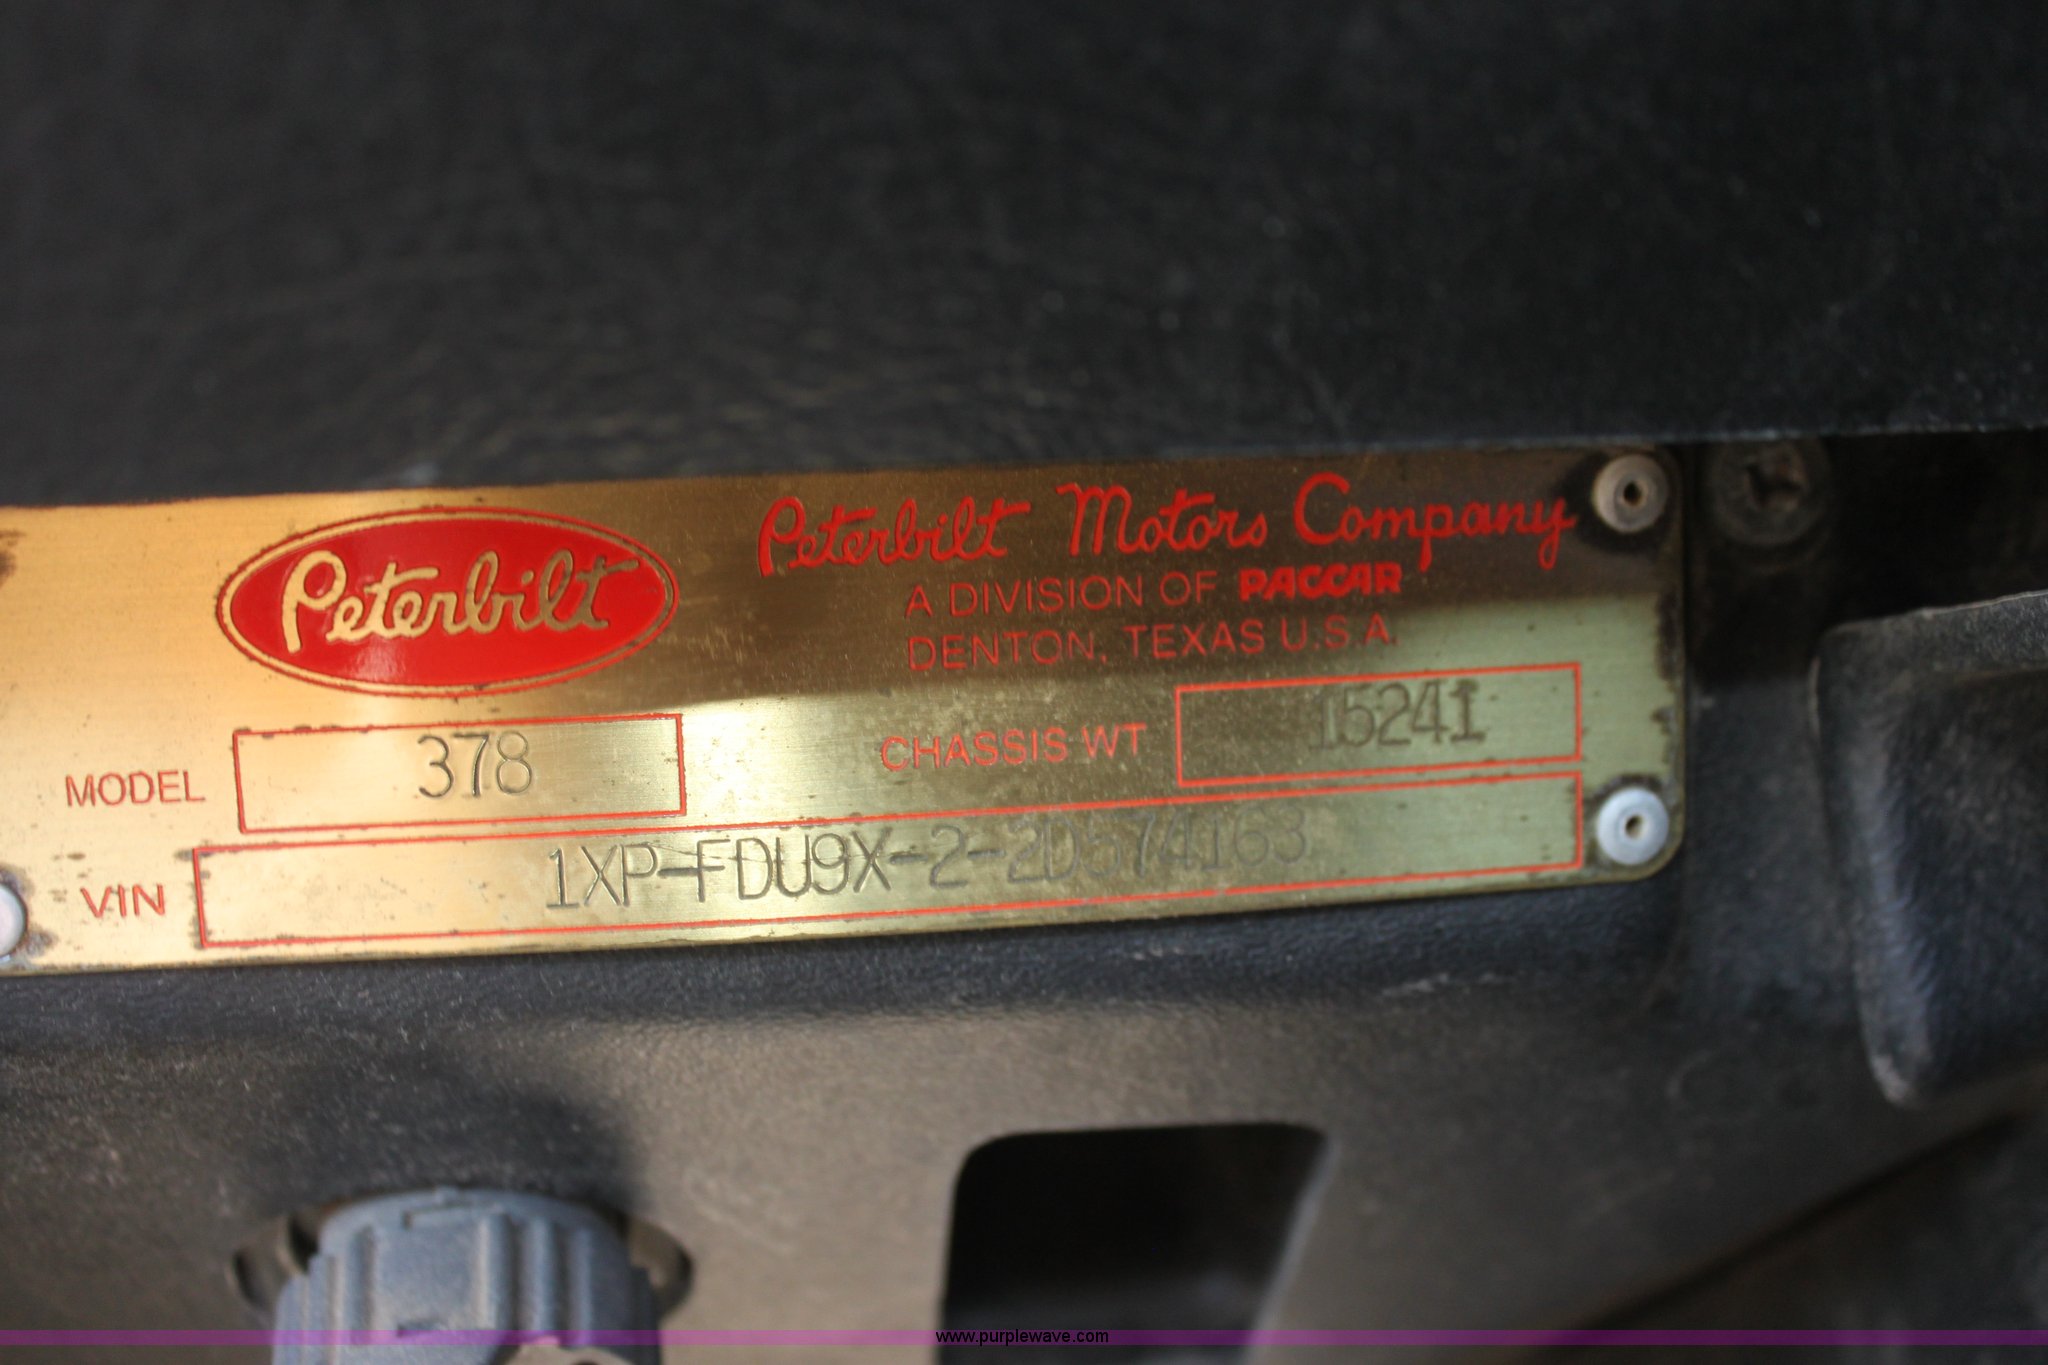 Peterbilt
Peterbilt Motors Company
A DIVISION OF PACCAR
DENTON, TEXAS U.S.A.
MODEL 378
CHASSIS WT 15241
VIN 1XP-FDU9X-2-2D574163
www.purplewave.com